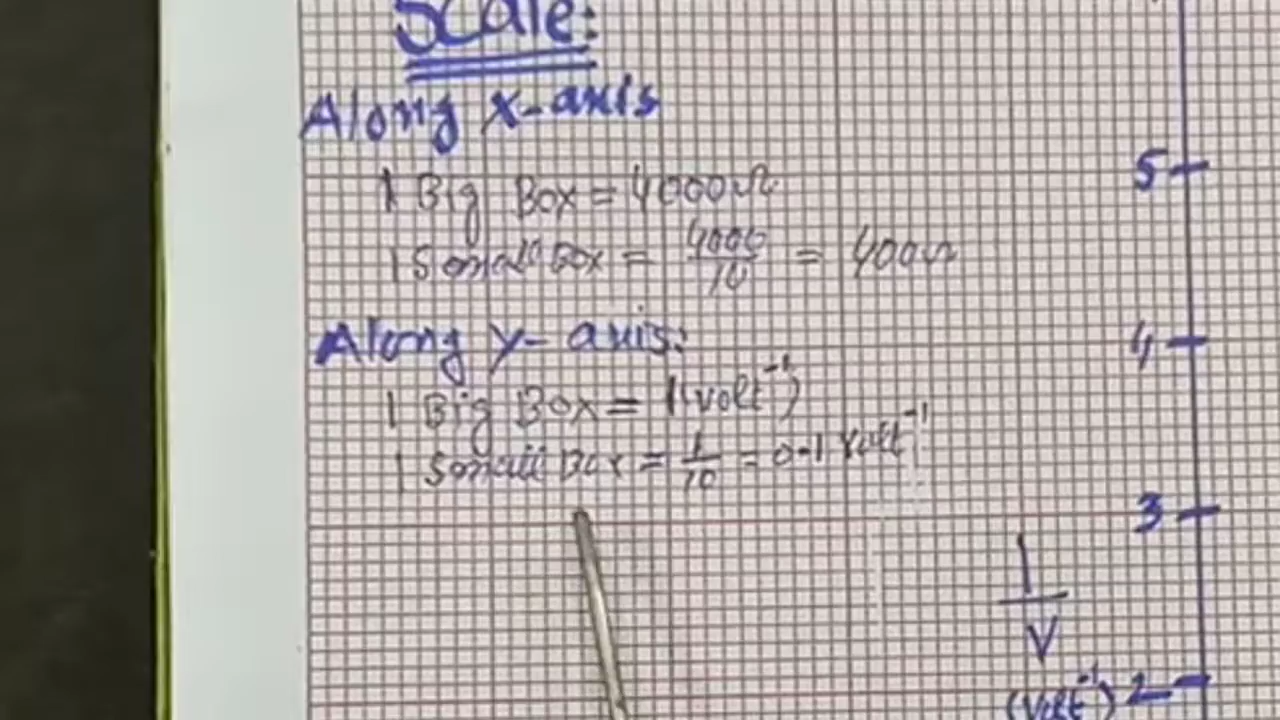 Scale:
Along x-axis
1 Big Box = 4000Ω
1 Small Box = 4000/10 = 400Ω
Along y-axis:
1 Big Box = 1(volt⁻¹)
1 Small Box = 1/10 = 0.1 Volt⁻¹
5
4
3
1/V
(Volt⁻¹) 2